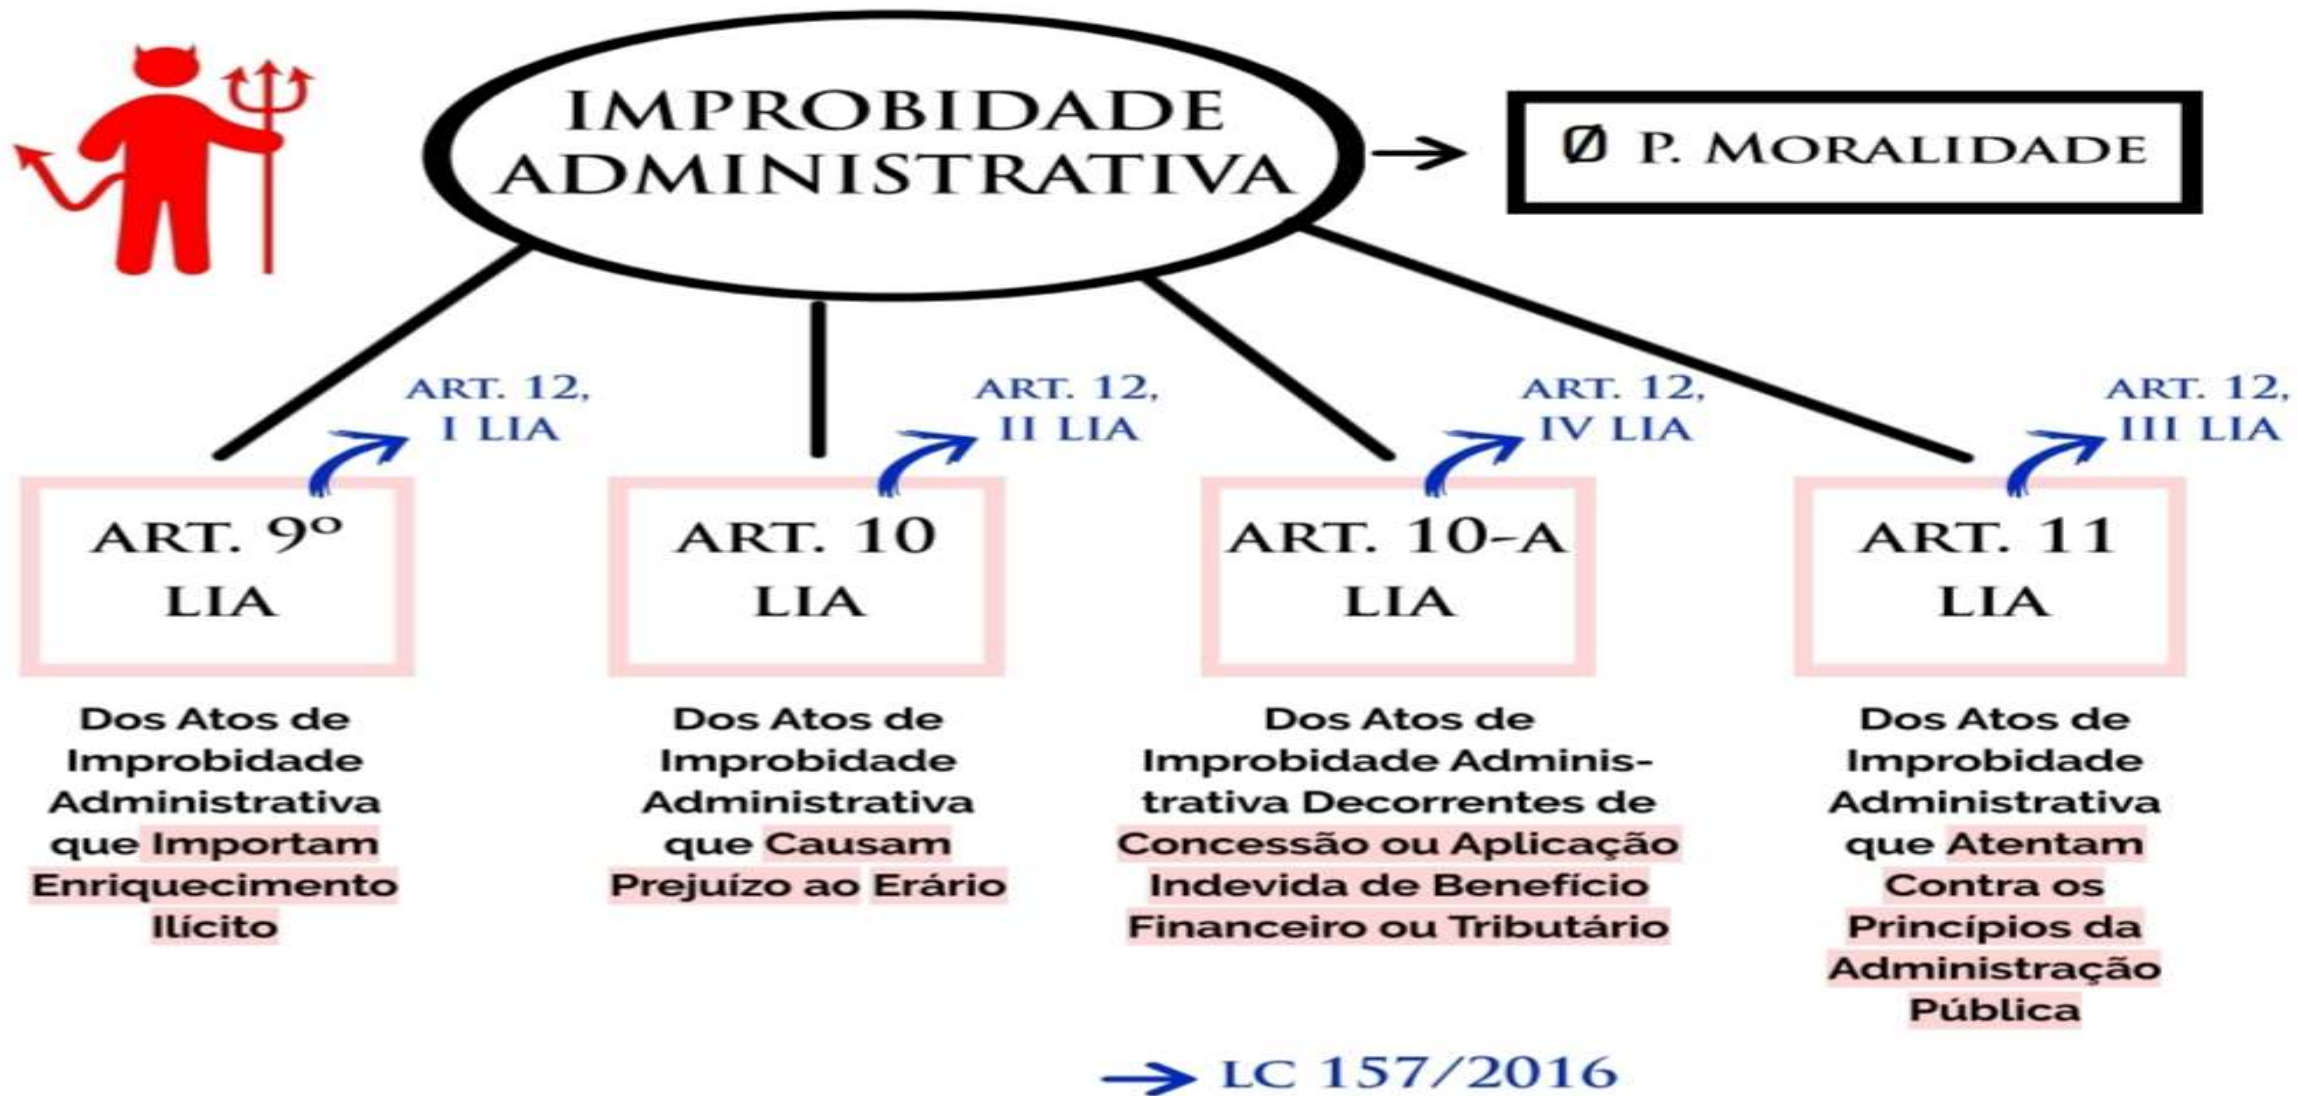 IMPROBIDADE
ADMINISTRATIVA
Ø P. MORALIDADE
ART. 12,
I LIA
ART. 12,
II LIA
ART. 12,
IV LIA
ART. 12,
III LIA
ART. 9º
LIA
ART. 10
LIA
ART. 10-A
LIA
ART. 11
LIA
Dos Atos de
Improbidade
Administrativa
que Importam
Enriquecimento
Ilícito
Dos Atos de
Improbidade
Administrativa
que Causam
Prejuízo ao Erário
Dos Atos de
Improbidade Adminis-
trativa Decorrentes de
Concessão ou Aplicação
Indevida de Benefício
Financeiro ou Tributário
Dos Atos de
Improbidade
Administrativa
que Atentam
Contra os
Princípios da
Administração
Pública
→ LC 157/2016